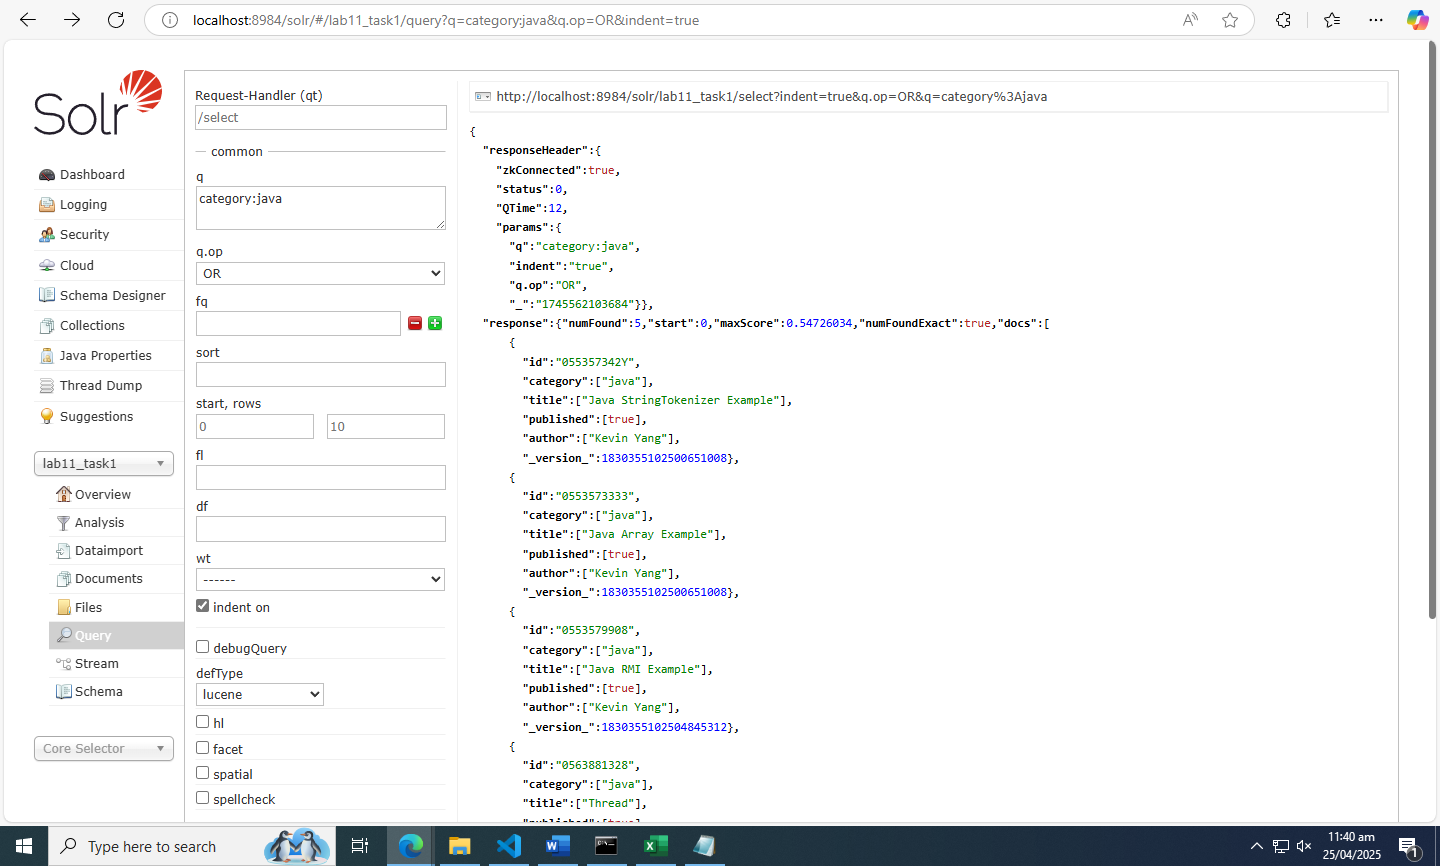 localhost:8984/solr/#/lab11_task1/query?q=category:java&q.op=OR&indent=true
Solr
Dashboard
Logging
Security
Cloud
Schema Designer
Collections
Java Properties
Thread Dump
Suggestions
lab11_task1
Overview
Analysis
Dataimport
Documents
Files
Query
Stream
Schema
Core Selector
Request-Handler (qt)
/select
common
q
category:java
q.op
OR
fq
sort
start, rows
0 10
fl
df
wt
------
indent on
debugQuery
defType
lucene
hl
facet
spatial
spellcheck
http://localhost:8984/solr/lab11_task1/select?indent=true&q.op=OR&q=category%3Ajava
{
"responseHeader":{
"zkConnected":true,
"status":0,
"QTime":12,
"params":{
"q":"category:java",
"indent":"true",
"q.op":"OR",
"_":"1745562103684"}},
"response":{"numFound":5,"start":0,"maxScore":0.54726034,"numFoundExact":true,"docs":[
{
"id":"055357342Y",
"category":["java"],
"title":["Java StringTokenizer Example"],
"published":[true],
"author":["Kevin Yang"],
"_version_":1830355102500651008},
{
"id":"0553573333",
"category":["java"],
"title":["Java Array Example"],
"published":[true],
"author":["Kevin Yang"],
"_version_":1830355102500651008},
{
"id":"0553579908",
"category":["java"],
"title":["Java RMI Example"],
"published":[true],
"author":["Kevin Yang"],
"_version_":1830355102504845312},
{
"id":"0563881328",
"category":["java"],
"title":["Thread"],
"published":[true],
Type here to search
11:40 am
25/04/2025
1